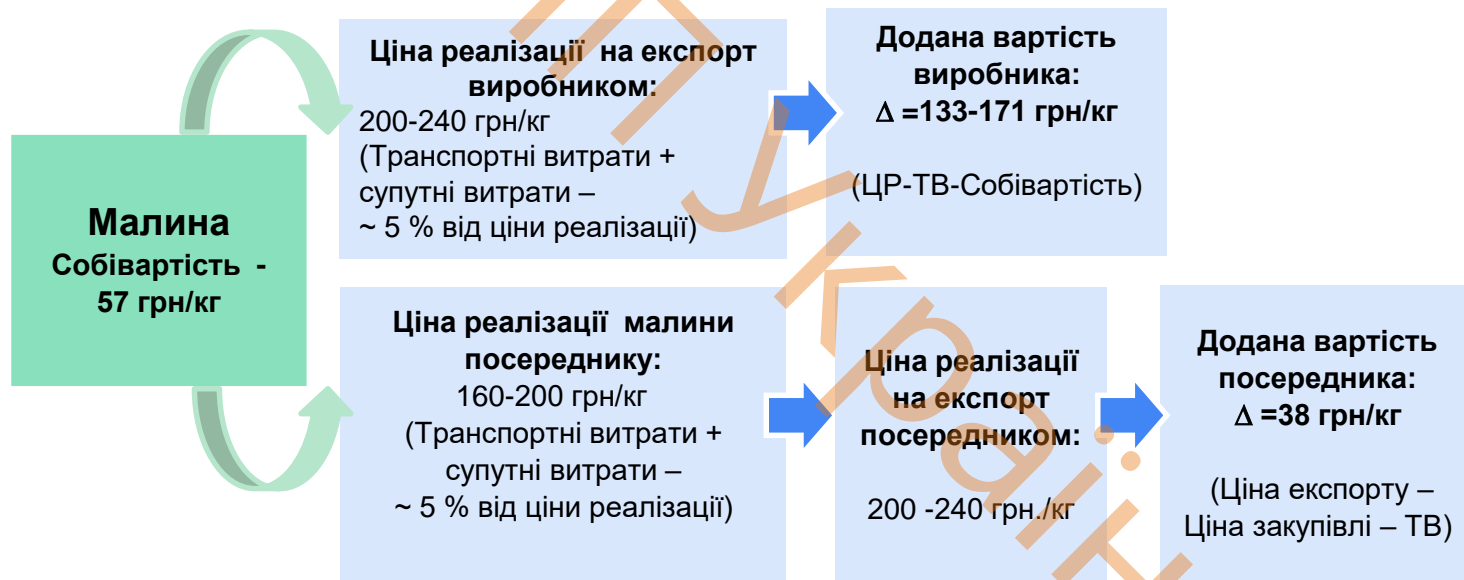 Малина
Собівартість -
57 грн/кг
Ціна реалізації на експорт
виробником:
200-240 грн/кг
(Транспортні витрати +
супутні витрати –
~ 5 % від ціни реалізації)
Додана вартість
виробника:
Δ =133-171 грн/кг
(ЦР-ТВ-Собівартість)
Ціна реалізації малини
посереднику:
160-200 грн/кг
(Транспортні витрати +
супутні витрати –
~ 5 % від ціни реалізації)
Ціна реалізації
на експорт
посередником:
200 -240 грн./кг
Додана вартість
посередника:
Δ =38 грн/кг
(Ціна експорту –
Ціна закупівлі – ТВ)